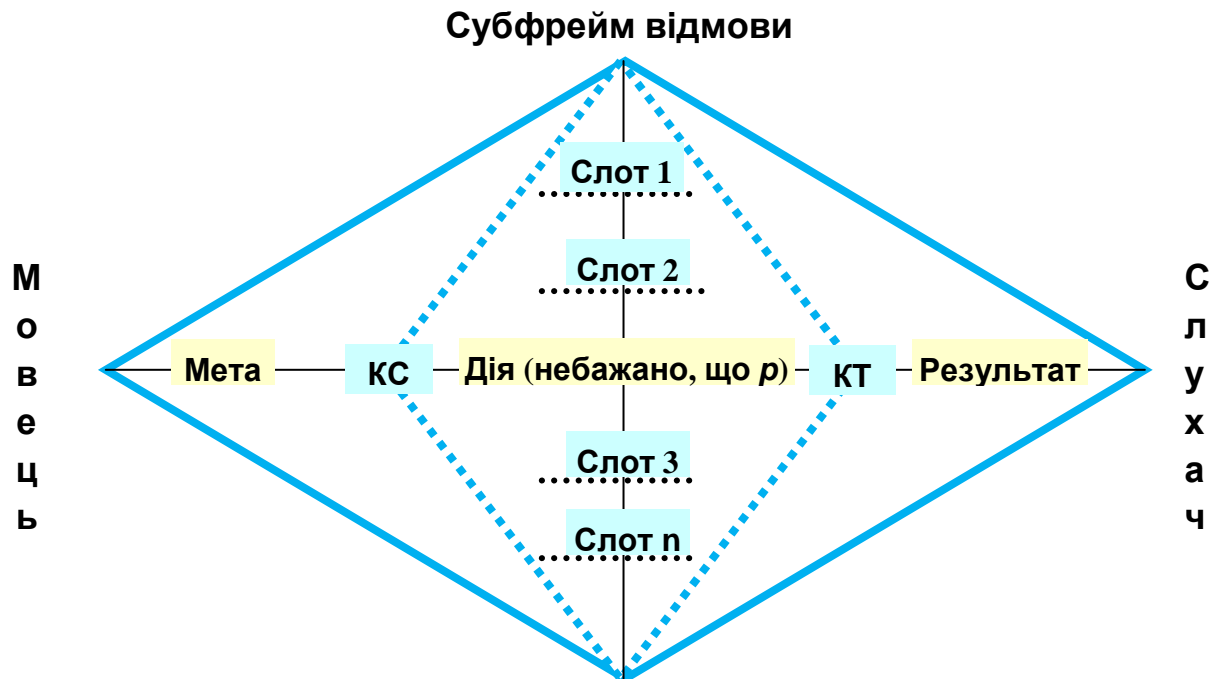 Субфрейм відмови
Слот 1
Слот 2
Мовець
Мета
КС
Дія (небажано, що p)
КТ
Результат
Слухач
Слот 3
Слот n